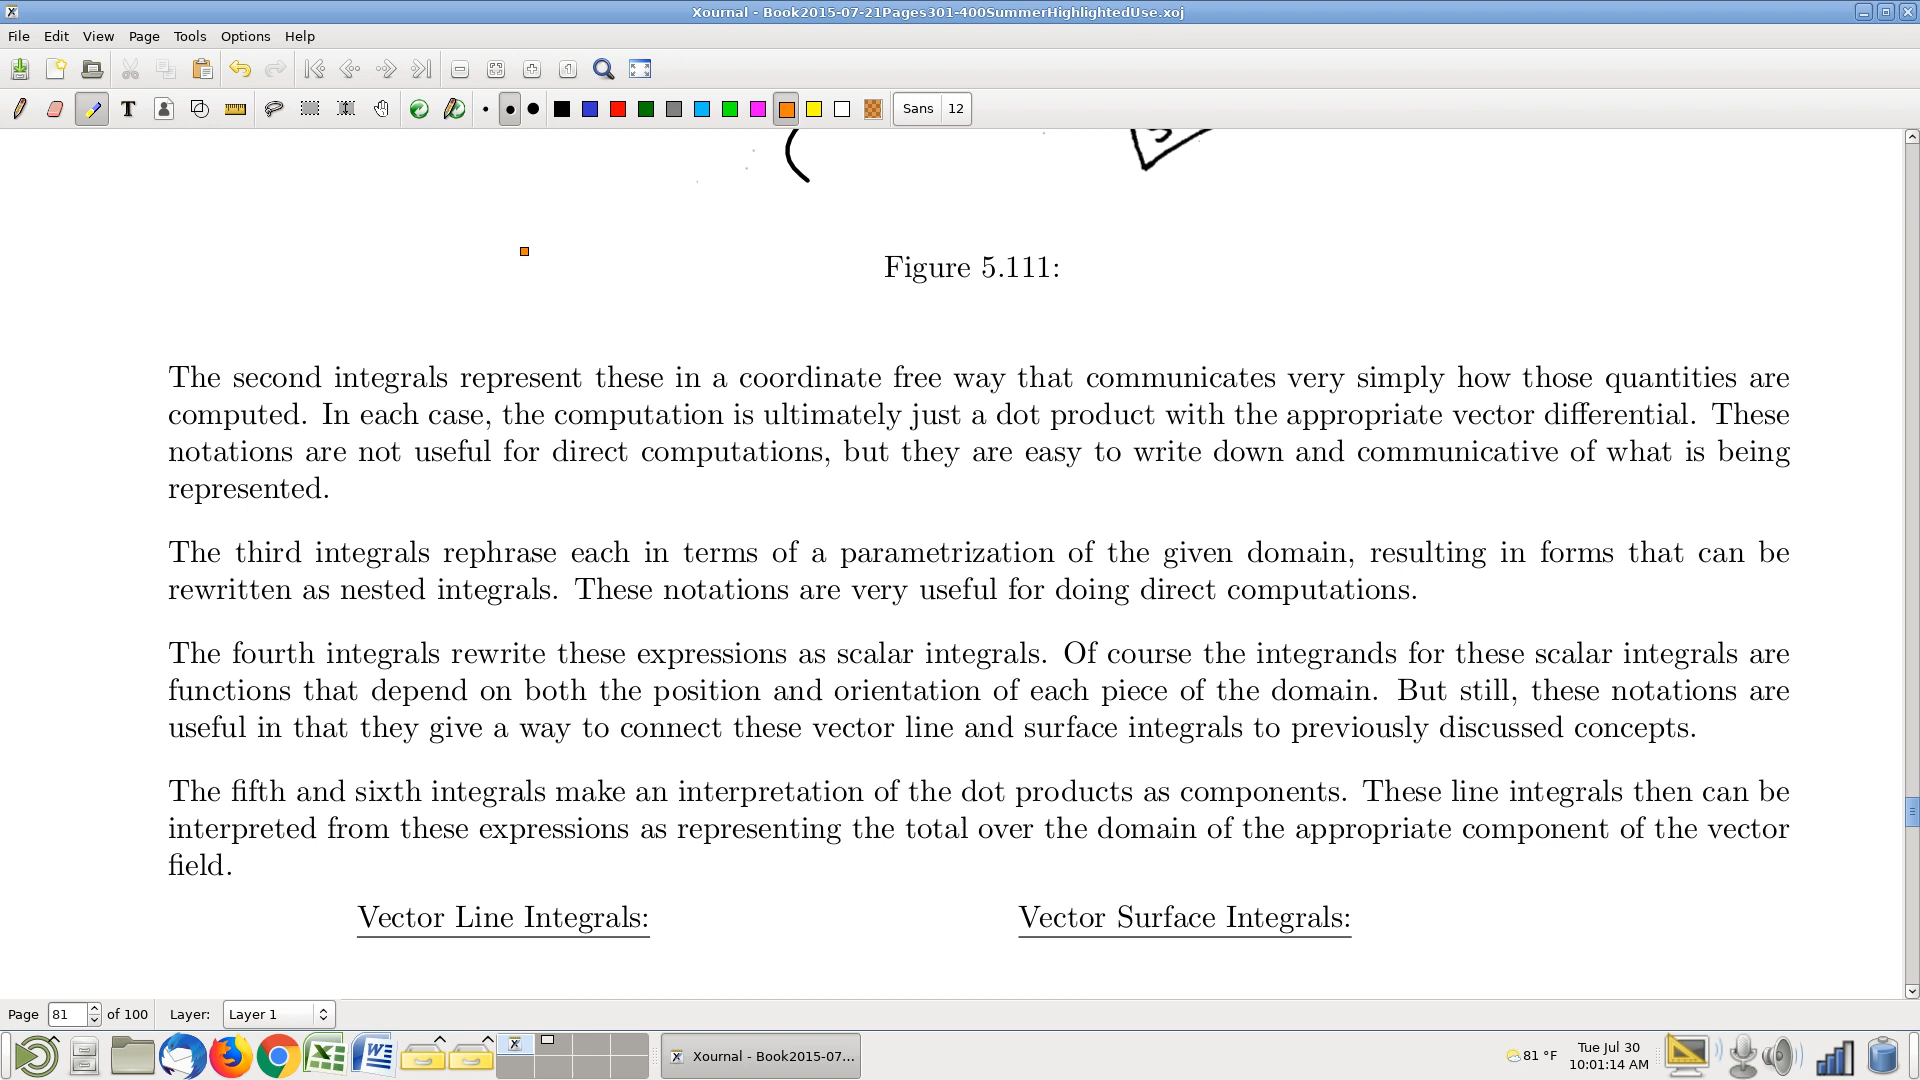 Xournal - Book2015-07-21Pages301-400SummerHighlightedUse.xoj
File Edit View Page Tools Options Help
Sans 12
Figure 5.111:
The second integrals represent these in a coordinate free way that communicates very simply how those quantities are
computed. In each case, the computation is ultimately just a dot product with the appropriate vector differential. These
notations are not useful for direct computations, but they are easy to write down and communicative of what is being
represented.
The third integrals rephrase each in terms of a parametrization of the given domain, resulting in forms that can be
rewritten as nested integrals. These notations are very useful for doing direct computations.
The fourth integrals rewrite these expressions as scalar integrals. Of course the integrands for these scalar integrals are
functions that depend on both the position and orientation of each piece of the domain. But still, these notations are
useful in that they give a way to connect these vector line and surface integrals to previously discussed concepts.
The fifth and sixth integrals make an interpretation of the dot products as components. These line integrals then can be
interpreted from these expressions as representing the total over the domain of the appropriate component of the vector
field.
Vector Line Integrals: Vector Surface Integrals:
Page 81 of 100 Layer: Layer 1
Xournal - Book2015-07...
81 °F
Tue Jul 30
10:01:14 AM